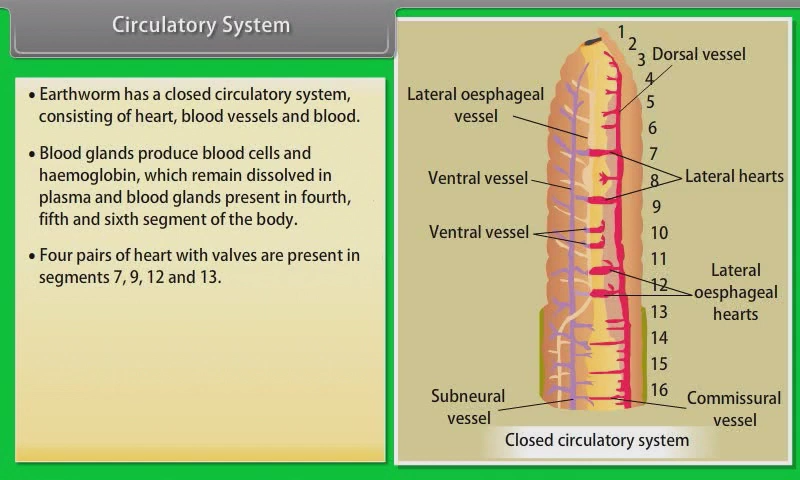 Circulatory System
• Earthworm has a closed circulatory system,
consisting of heart, blood vessels and blood.
• Blood glands produce blood cells and
haemoglobin, which remain dissolved in
plasma and blood glands present in fourth,
fifth and sixth segment of the body.
• Four pairs of heart with valves are present in
segments 7, 9, 12 and 13.
1
2
3
Dorsal vessel
4
Lateral oesphageal
vessel
5
6
7
Ventral vessel
8
Lateral hearts
9
Ventral vessel
10
11
Lateral
oesphageal
hearts
12
13
14
15
16
Subneural
vessel
Commissural
vessel
Closed circulatory system